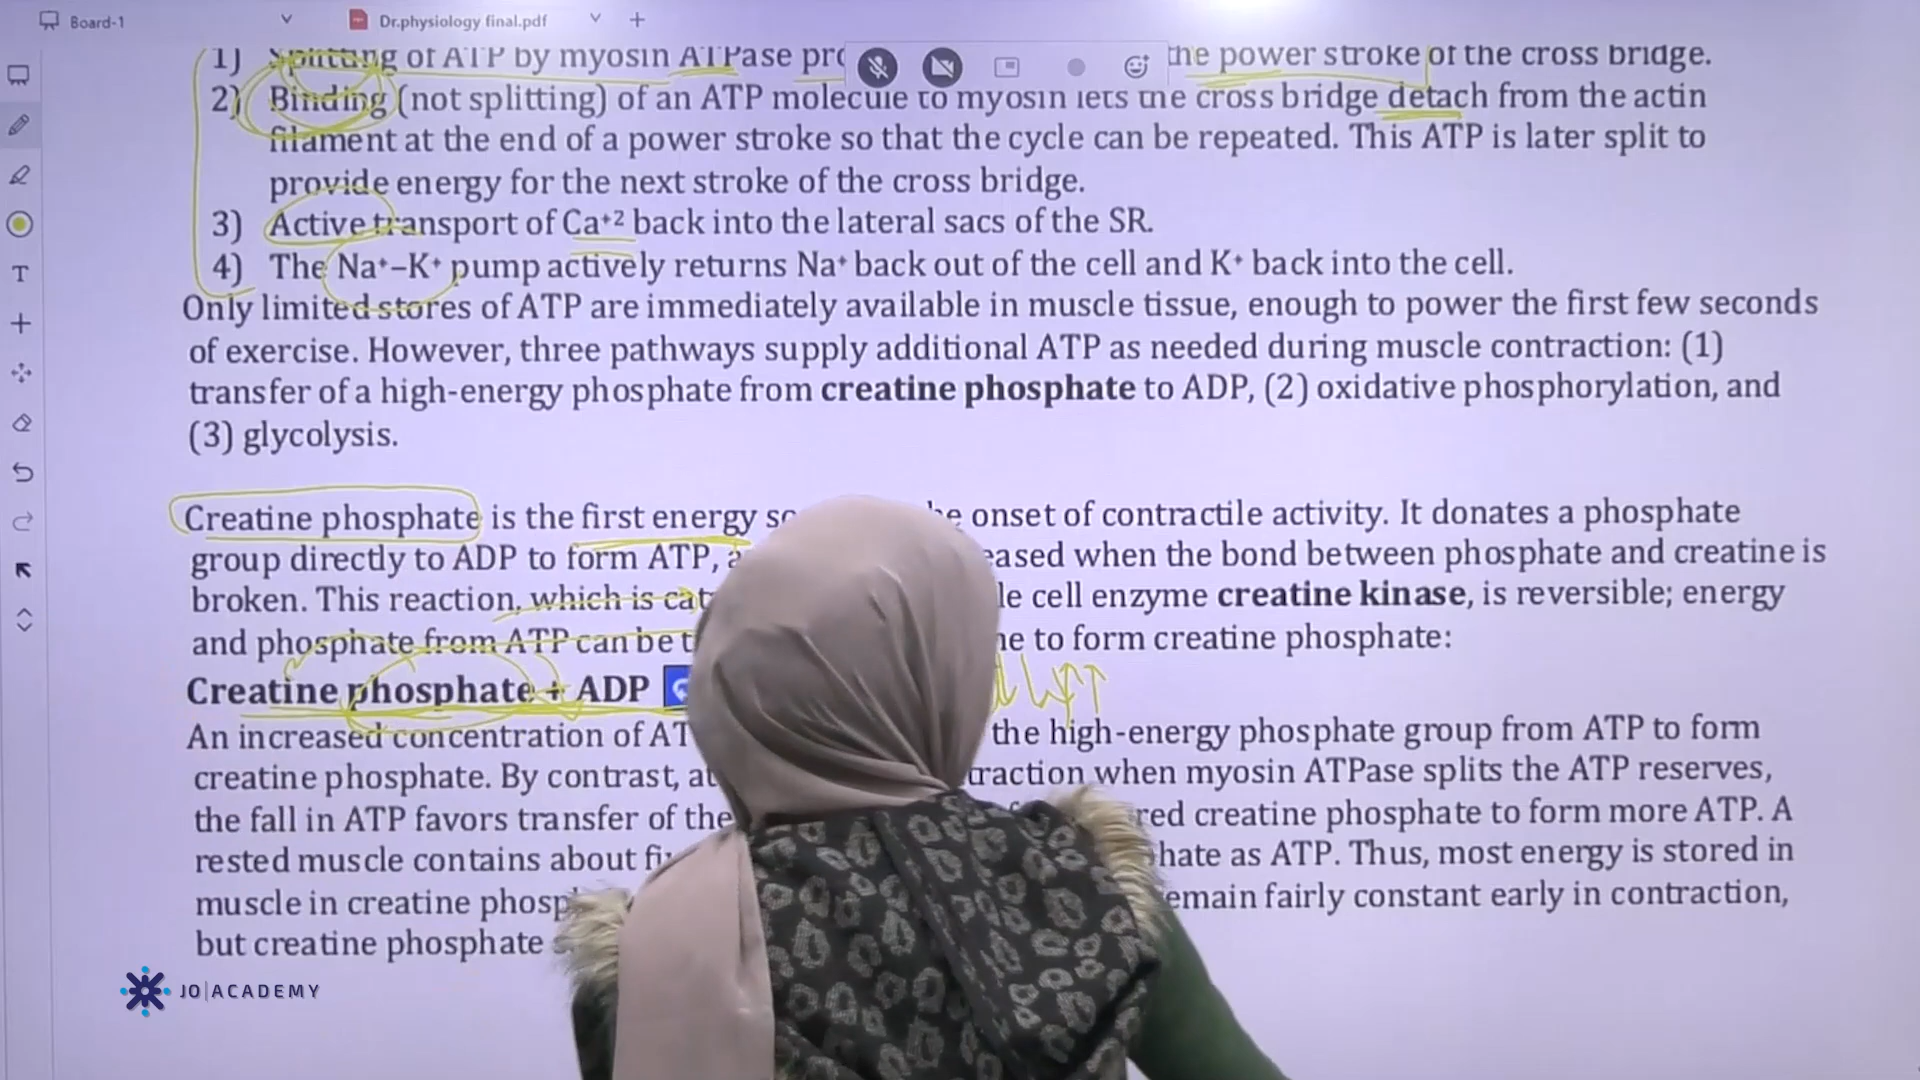 Board-1
Dr.physiology final.pdf
1) Splitting of ATP by myosin ATPase the power stroke of the cross bridge.
2) Binding (not splitting) of an ATP molecule to myosin lets the cross bridge detach from the actin
filament at the end of a power stroke so that the cycle can be repeated. This ATP is later split to
provide energy for the next stroke of the cross bridge.
3) Active transport of Ca⁺² back into the lateral sacs of the SR.
4) The Na⁺–K⁺ pump actively returns Na⁺ back out of the cell and K⁺ back into the cell.
Only limited stores of ATP are immediately available in muscle tissue, enough to power the first few seconds
of exercise. However, three pathways supply additional ATP as needed during muscle contraction: (1)
transfer of a high-energy phosphate from creatine phosphate to ADP, (2) oxidative phosphorylation, and
(3) glycolysis.
Creatine phosphate is the first energy onset of contractile activity. It donates a phosphate
group directly to ADP to form ATP, when the bond between phosphate and creatine is
broken. This reaction, which is cell enzyme creatine kinase, is reversible; energy
and phosphate from ATP can be to form creatine phosphate:
Creatine phosphate + ADP
An increased concentration of the high-energy phosphate group from ATP to form
creatine phosphate. By contrast, when myosin ATPase splits the ATP reserves,
the fall in ATP favors transfer of the creatine phosphate to form more ATP. A
rested muscle contains about as ATP. Thus, most energy is stored in
muscle in creatine fairly constant early in contraction,
but creatine phosphate
JO|ACADEMY